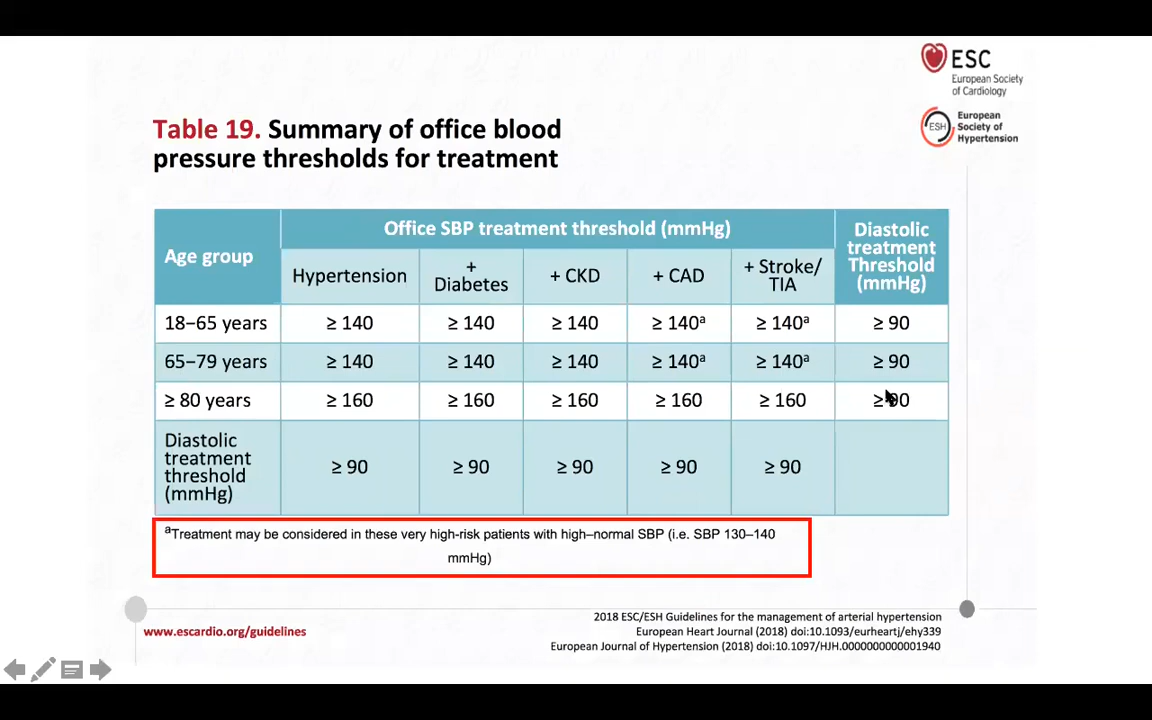 ESC
European Society
of Cardiology
ESH
European
Society of
Hypertension
Table 19. Summary of office blood
pressure thresholds for treatment
Age group
Office SBP treatment threshold (mmHg)
Diastolic
treatment
Threshold
(mmHg)
Hypertension
+
Diabetes
+ CKD
+ CAD
+ Stroke/
TIA
18–65 years ≥ 140 ≥ 140 ≥ 140 ≥ 140ª ≥ 140ª ≥ 90
65–79 years ≥ 140 ≥ 140 ≥ 140 ≥ 140ª ≥ 140ª ≥ 90
≥ 80 years ≥ 160 ≥ 160 ≥ 160 ≥ 160 ≥ 160 ≥ 90
Diastolic
treatment
threshold
(mmHg)
≥ 90 ≥ 90 ≥ 90 ≥ 90 ≥ 90
ªTreatment may be considered in these very high-risk patients with high–normal SBP (i.e. SBP 130–140
mmHg)
www.escardio.org/guidelines
2018 ESC/ESH Guidelines for the management of arterial hypertension
European Heart Journal (2018) doi:10.1093/eurheartj/ehy339
European Journal of Hypertension (2018) doi:10.1097/HJH.0000000000001940